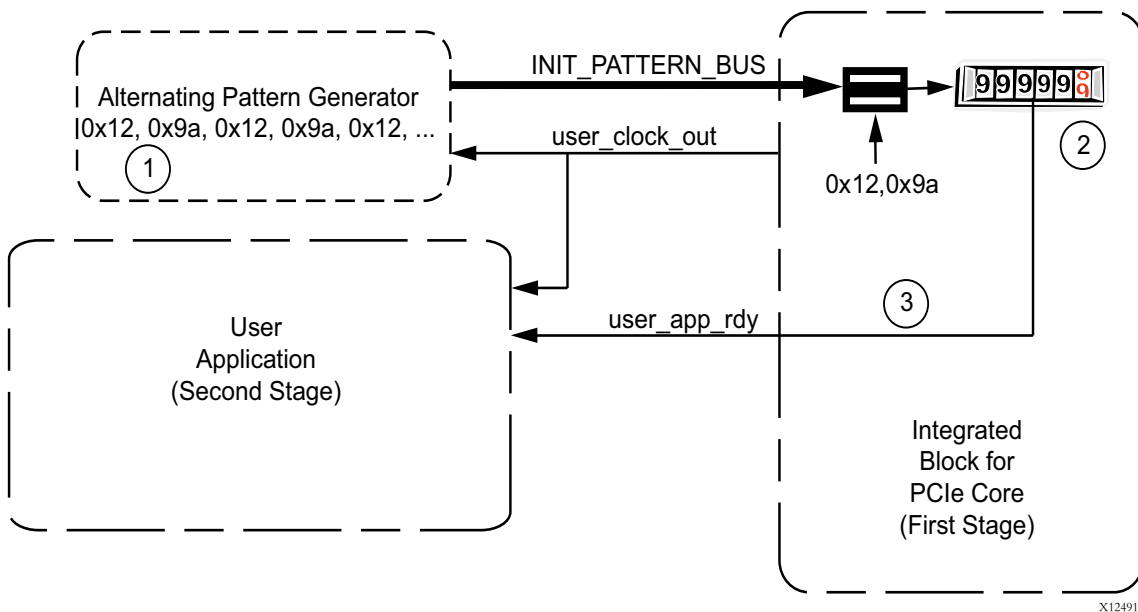 INIT_PATTERN_BUS
Alternating Pattern Generator
0x12, 0x9a, 0x12, 0x9a, 0x12, ...
1
user_clock_out
99999
2
0x12,0x9a
3
user_app_rdy
User
Application
(Second Stage)
Integrated
Block for
PCIe Core
(First Stage)
X12491